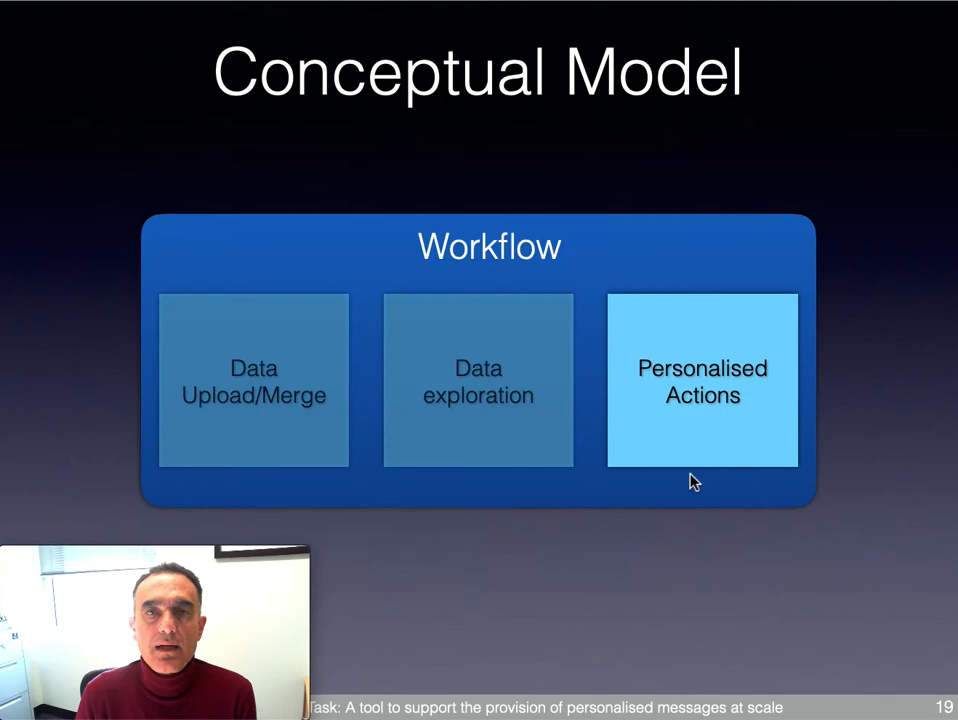 Conceptual Model
Workflow
Data
Upload/Merge
Data
exploration
Personalised
Actions
Task: A tool to support the provision of personalised messages at scale
19